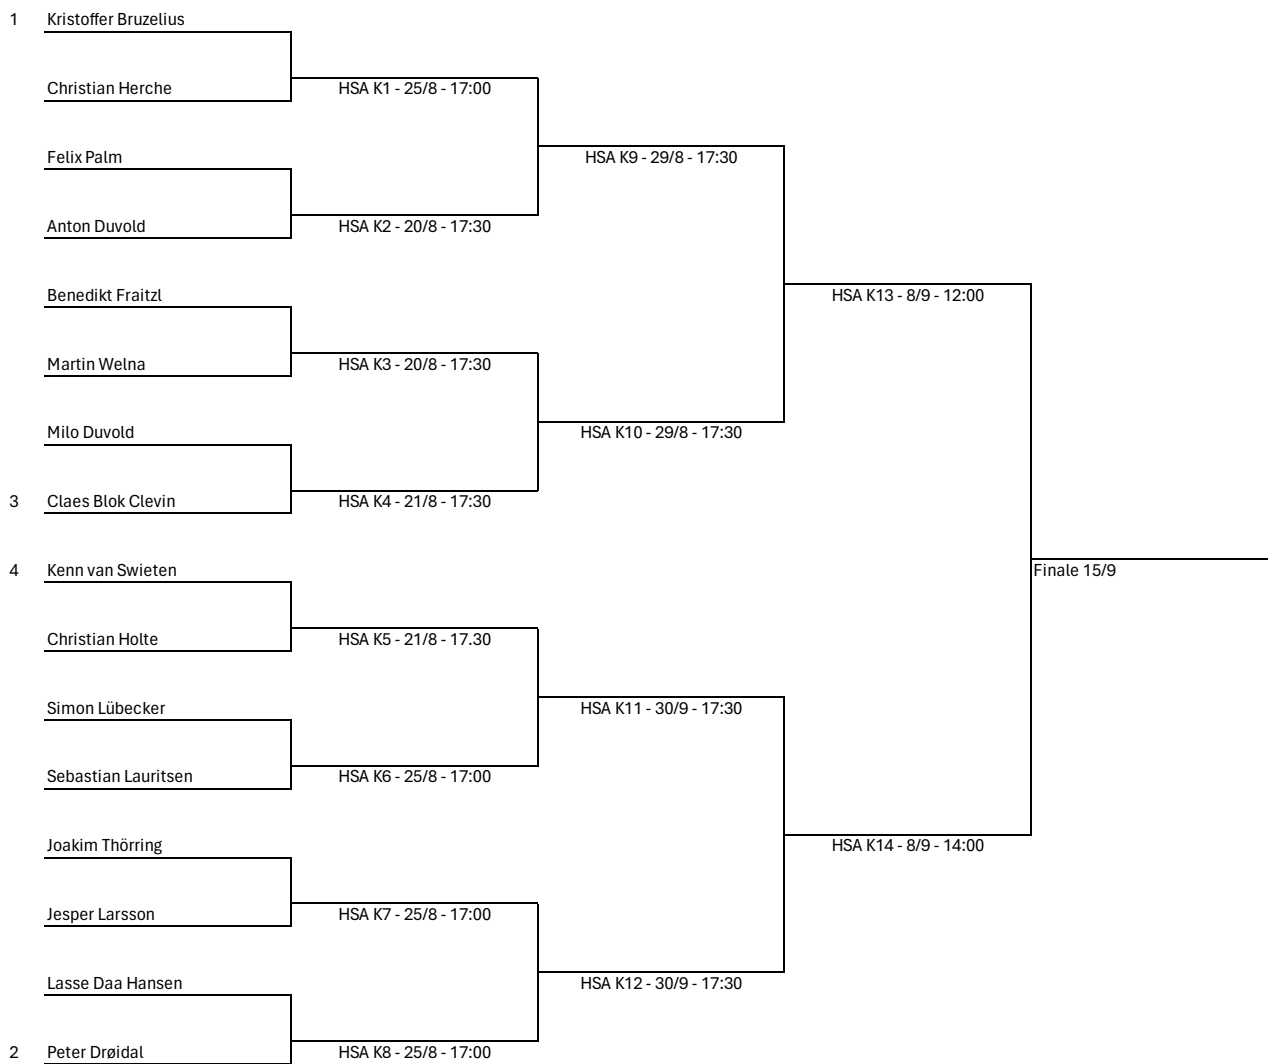 1 Kristoffer Bruzelius
Christian Herche
HSA K1 - 25/8 - 17:00
Felix Palm
HSA K9 - 29/8 - 17:30
Anton Duvold
HSA K2 - 20/8 - 17:30
Benedikt Fraitzl
HSA K13 - 8/9 - 12:00
Martin Welna
HSA K3 - 20/8 - 17:30
Milo Duvold
HSA K10 - 29/8 - 17:30
3 Claes Blok Clevin
HSA K4 - 21/8 - 17:30
4 Kenn van Swieten
Finale 15/9
Christian Holte
HSA K5 - 21/8 - 17.30
Simon Lübecker
HSA K11 - 30/9 - 17:30
Sebastian Lauritsen
HSA K6 - 25/8 - 17:00
Joakim Thörring
HSA K14 - 8/9 - 14:00
Jesper Larsson
HSA K7 - 25/8 - 17:00
Lasse Daa Hansen
HSA K12 - 30/9 - 17:30
2 Peter Drøidal
HSA K8 - 25/8 - 17:00